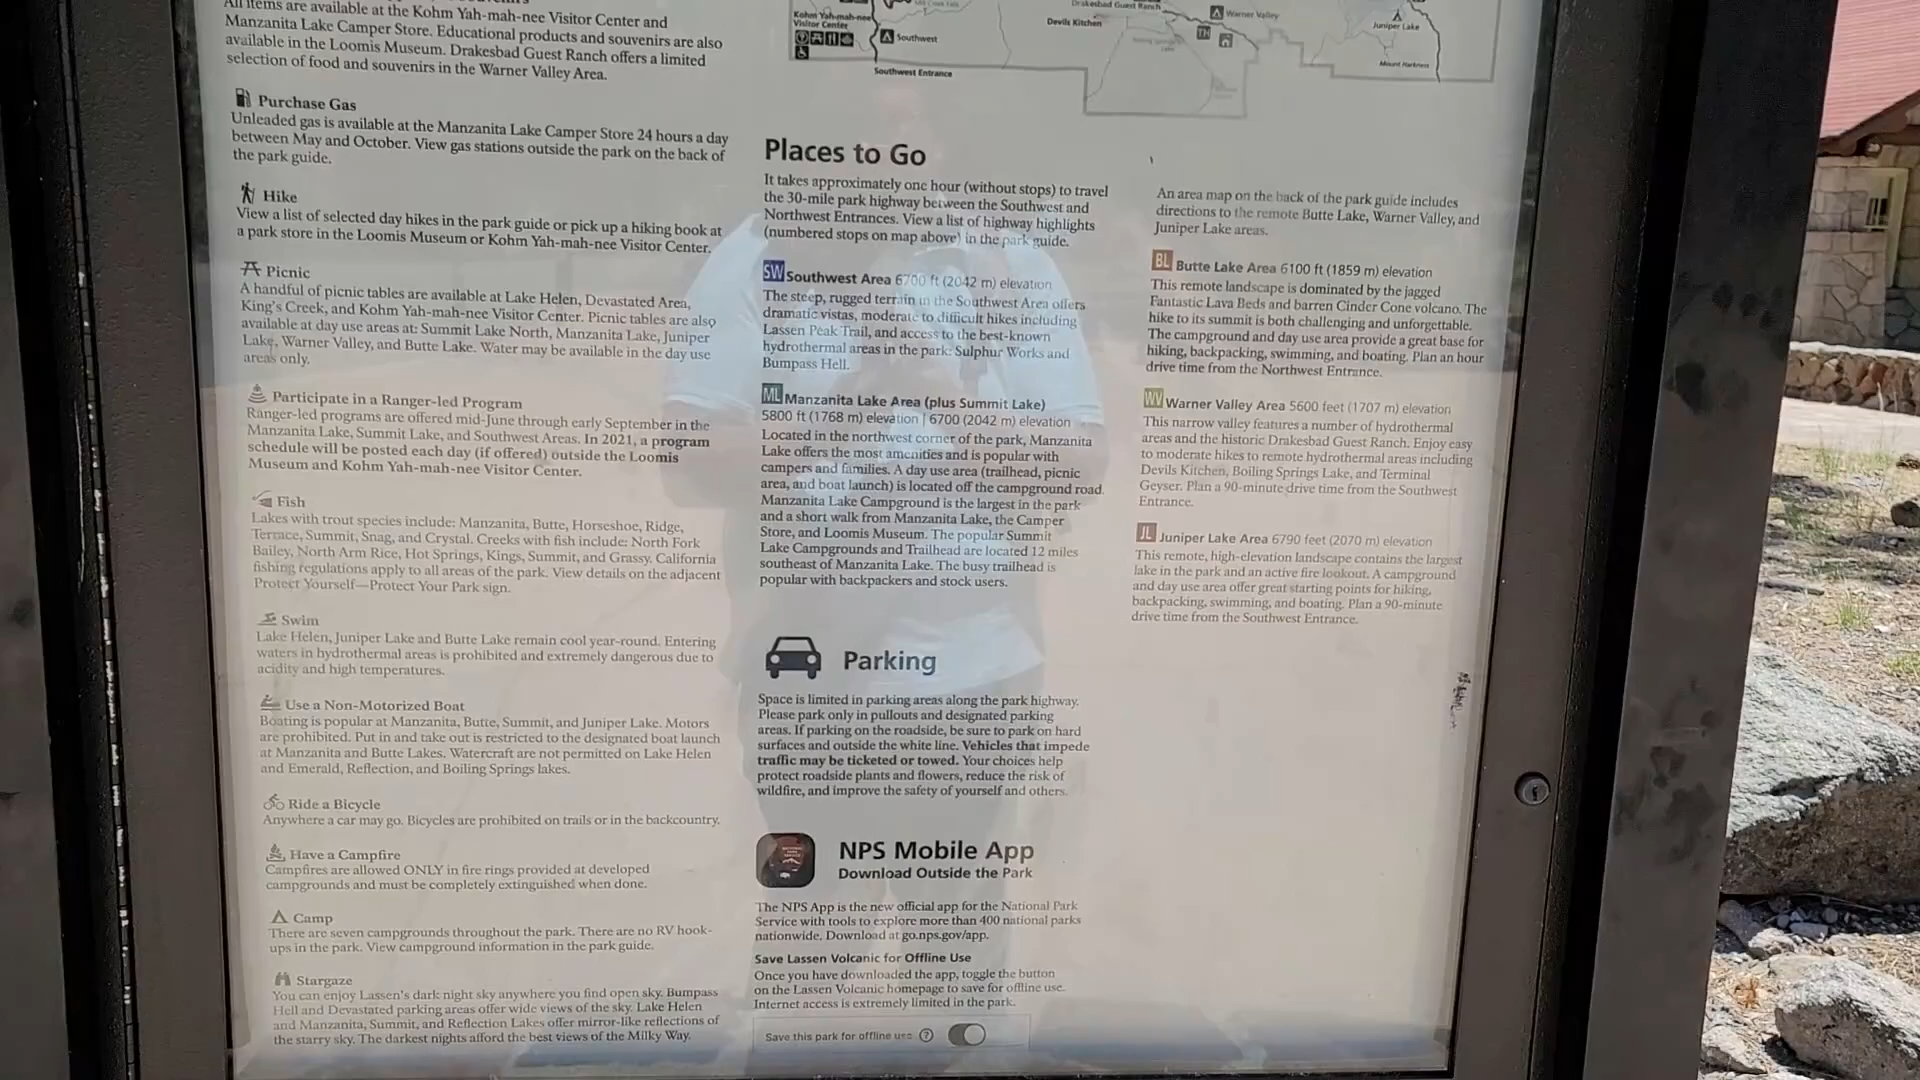 All items are available at the Kohm Yah-mah-nee Visitor Center and
Manzanita Lake Camper Store. Educational products and souvenirs are also
available in the Loomis Museum. Drakesbad Guest Ranch offers a limited
selection of food and souvenirs in the Warner Valley Area.
Purchase Gas
Unleaded gas is available at the Manzanita Lake Camper Store 24 hours a day
between May and October. View gas stations outside the park on the back of
the park guide.
Hike
View a list of selected day hikes in the park guide or pick up a hiking book at
a park store in the Loomis Museum or Kohm Yah-mah-nee Visitor Center.
Picnic
A handful of picnic tables are available at Lake Helen, Devastated Area,
King's Creek, and Kohm Yah-mah-nee Visitor Center. Picnic tables are also
available at day use areas at: Summit Lake North, Manzanita Lake, Juniper
Lake, Warner Valley, and Butte Lake. Water may be available in the day use
areas only.
Participate in a Ranger-led Program
Ranger-led programs are offered mid-June through early September in the
Manzanita Lake, Summit Lake, and Southwest Areas. In 2021, a program
schedule will be posted each day (if offered) outside the Loomis
Museum and Kohm Yah-mah-nee Visitor Center.
Fish
Lakes with trout species include: Manzanita, Butte, Horseshoe, Ridge,
Terrace, Summit, Snag, and Crystal. Creeks with fish include: North Fork
Bailey, North Arm Rice, Hot Springs, Kings, Summit, and Grassy. California
fishing regulations apply to all areas of the park. View details on the adjacent
Protect Yourself—Protect Your Park sign.
Swim
Lake Helen, Juniper Lake and Butte Lake remain cool year-round. Entering
waters in hydrothermal areas is prohibited and extremely dangerous due to
acidity and high temperatures.
Use a Non-Motorized Boat
Boating is popular at Manzanita, Butte, Summit, and Juniper Lake. Motors
are prohibited. Put in and take out is restricted to the designated boat launch
at Manzanita and Butte Lakes. Watercraft are not permitted on Lake Helen
and Emerald, Reflection, and Boiling Springs lakes.
Ride a Bicycle
Anywhere a car may go. Bicycles are prohibited on trails or in the backcountry.
Have a Campfire
Campfires are allowed ONLY in fire rings provided at developed
campgrounds and must be completely extinguished when done.
Camp
There are seven campgrounds throughout the park. There are no RV hook-
ups in the park. View campground information in the park guide.
Stargaze
You can enjoy Lassen's dark night sky anywhere you find open sky. Bumpass
Hell and Devastated parking areas offer wide views of the sky. Lake Helen
and Manzanita, Summit, and Reflection Lakes offer mirror-like reflections of
the starry sky. The darkest nights afford the best views of the Milky Way.
Kohm Yah-mah-nee
Visitor Center
Southwest
Southwest Entrance
Drakesbad Guest Ranch
Devils Kitchen
Warner Valley
TH
Juniper Lake
Mount Harkness
Places to Go
It takes approximately one hour (without stops) to travel
the 30-mile park highway between the Southwest and
Northwest Entrances. View a list of highway highlights
(numbered stops on map above) in the park guide.
SW Southwest Area 6700 ft (2042 m) elevation
The steep, rugged terrain in the Southwest Area offers
dramatic vistas, moderate to difficult hikes including
Lassen Peak Trail, and access to the best-known
hydrothermal areas in the park: Sulphur Works and
Bumpass Hell.
ML Manzanita Lake Area (plus Summit Lake)
5800 ft (1768 m) elevation | 6700 (2042 m) elevation
Located in the northwest corner of the park, Manzanita
Lake offers the most amenities and is popular with
campers and families. A day use area (trailhead, picnic
area, and boat launch) is located off the campground road.
Manzanita Lake Campground is the largest in the park
and a short walk from Manzanita Lake, the Camper
Store, and Loomis Museum. The popular Summit
Lake Campgrounds and Trailhead are located 12 miles
southeast of Manzanita Lake. The busy trailhead is
popular with backpackers and stock users.
Parking
Space is limited in parking areas along the park highway.
Please park only in pullouts and designated parking
areas. If parking on the roadside, be sure to park on hard
surfaces and outside the white line. Vehicles that impede
traffic may be ticketed or towed. Your choices help
protect roadside plants and flowers, reduce the risk of
wildfire, and improve the safety of yourself and others.
NPS Mobile App
Download Outside the Park
The NPS App is the new official app for the National Park
Service with tools to explore more than 400 national parks
nationwide. Download at go.nps.gov/app.
Save Lassen Volcanic for Offline Use
Once you have downloaded the app, toggle the button
on the Lassen Volcanic homepage to save for offline use.
Internet access is extremely limited in the park.
Save this park for offline use
An area map on the back of the park guide includes
directions to the remote Butte Lake, Warner Valley, and
Juniper Lake areas.
BL Butte Lake Area 6100 ft (1859 m) elevation
This remote landscape is dominated by the jagged
Fantastic Lava Beds and barren Cinder Cone volcano. The
hike to its summit is both challenging and unforgettable.
The campground and day use area provide a great base for
hiking, backpacking, swimming, and boating. Plan an hour
drive time from the Northwest Entrance.
WV Warner Valley Area 5600 feet (1707 m) elevation
This narrow valley features a number of hydrothermal
areas and the historic Drakesbad Guest Ranch. Enjoy easy
to moderate hikes to remote hydrothermal areas including
Devils Kitchen, Boiling Springs Lake, and Terminal
Geyser. Plan a 90-minute drive time from the Southwest
Entrance.
JL Juniper Lake Area 6790 feet (2070 m) elevation
This remote, high-elevation landscape contains the largest
lake in the park and an active fire lookout. A campground
and day use area offer great starting points for hiking,
backpacking, swimming, and boating. Plan a 90-minute
drive time from the Southwest Entrance.